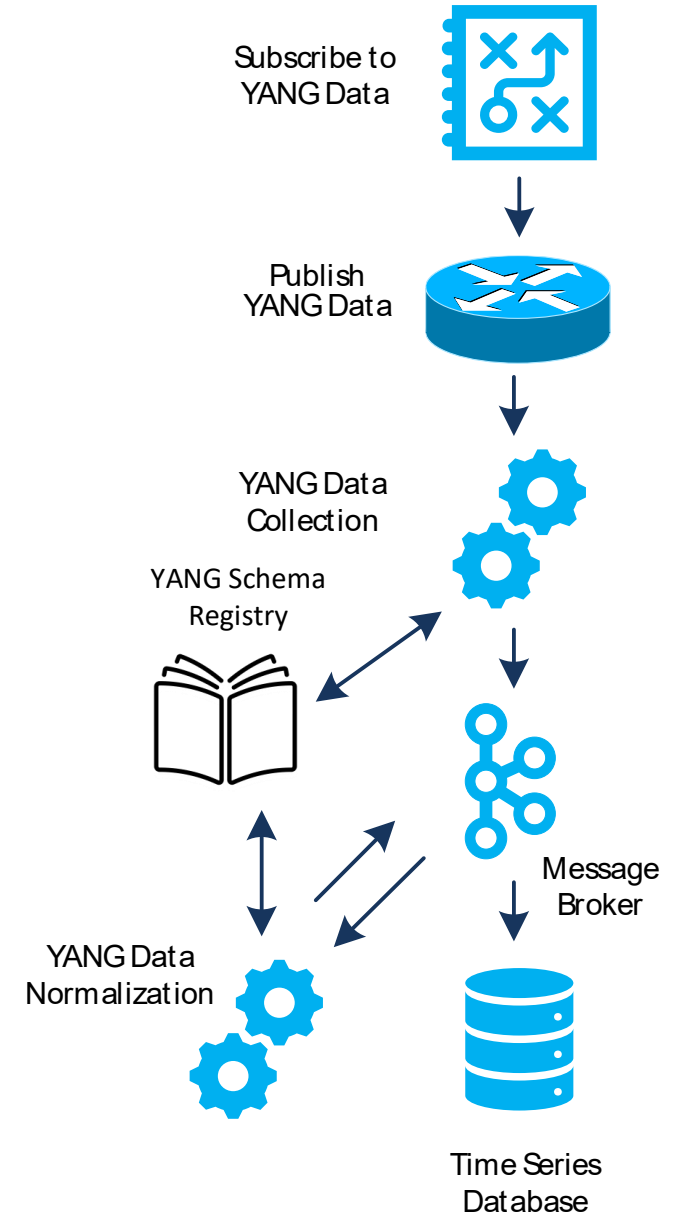 Subscribe to
YANG Data
Publish
YANG Data
YANG Data
Collection
YANG Schema
Registry
Message
Broker
YANG Data
Normalization
Time Series
Database